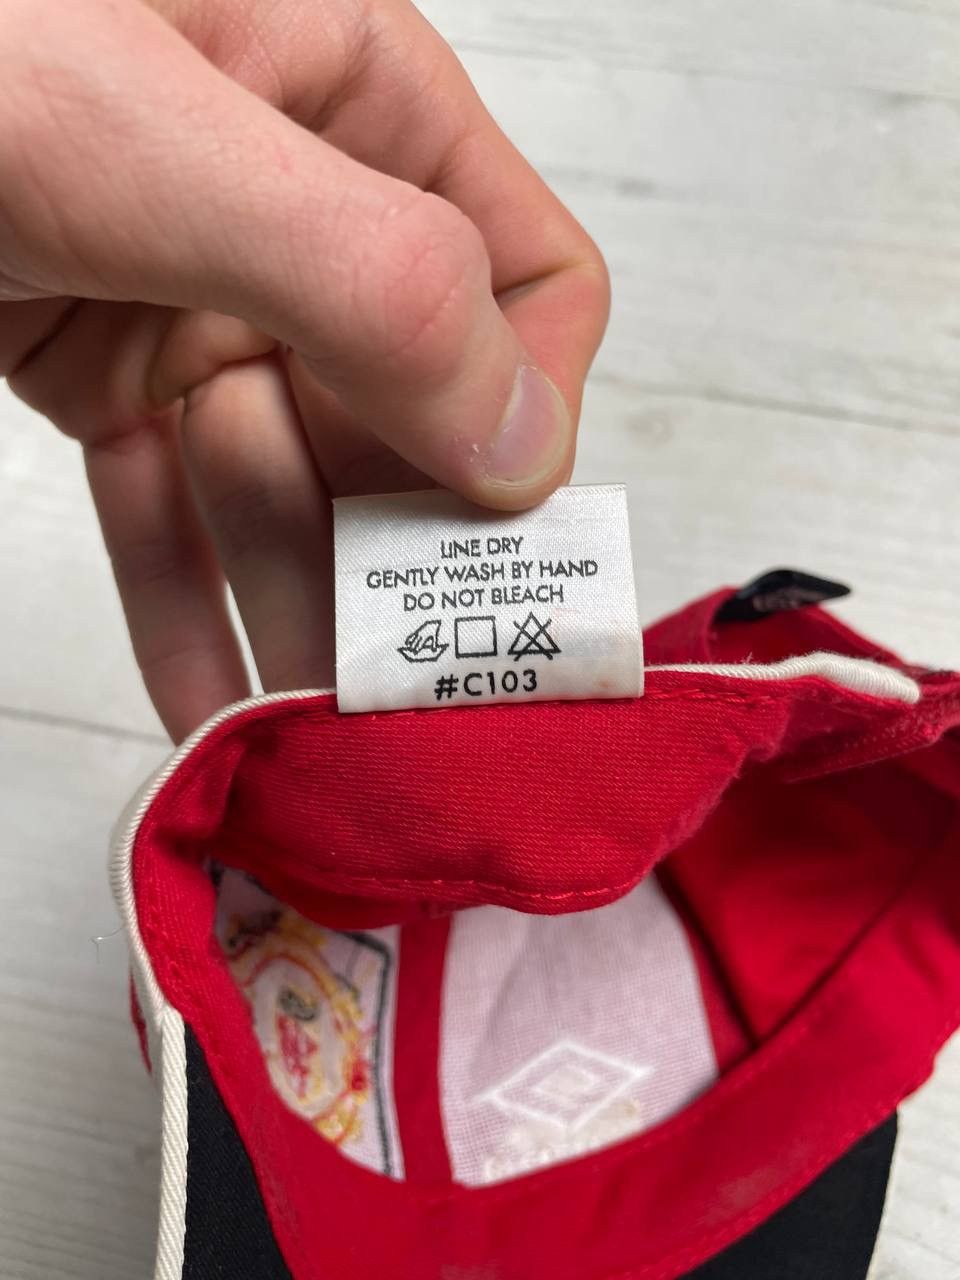 LINE DRY
GENTLY WASH BY HAND
DO NOT BLEACH
#C103